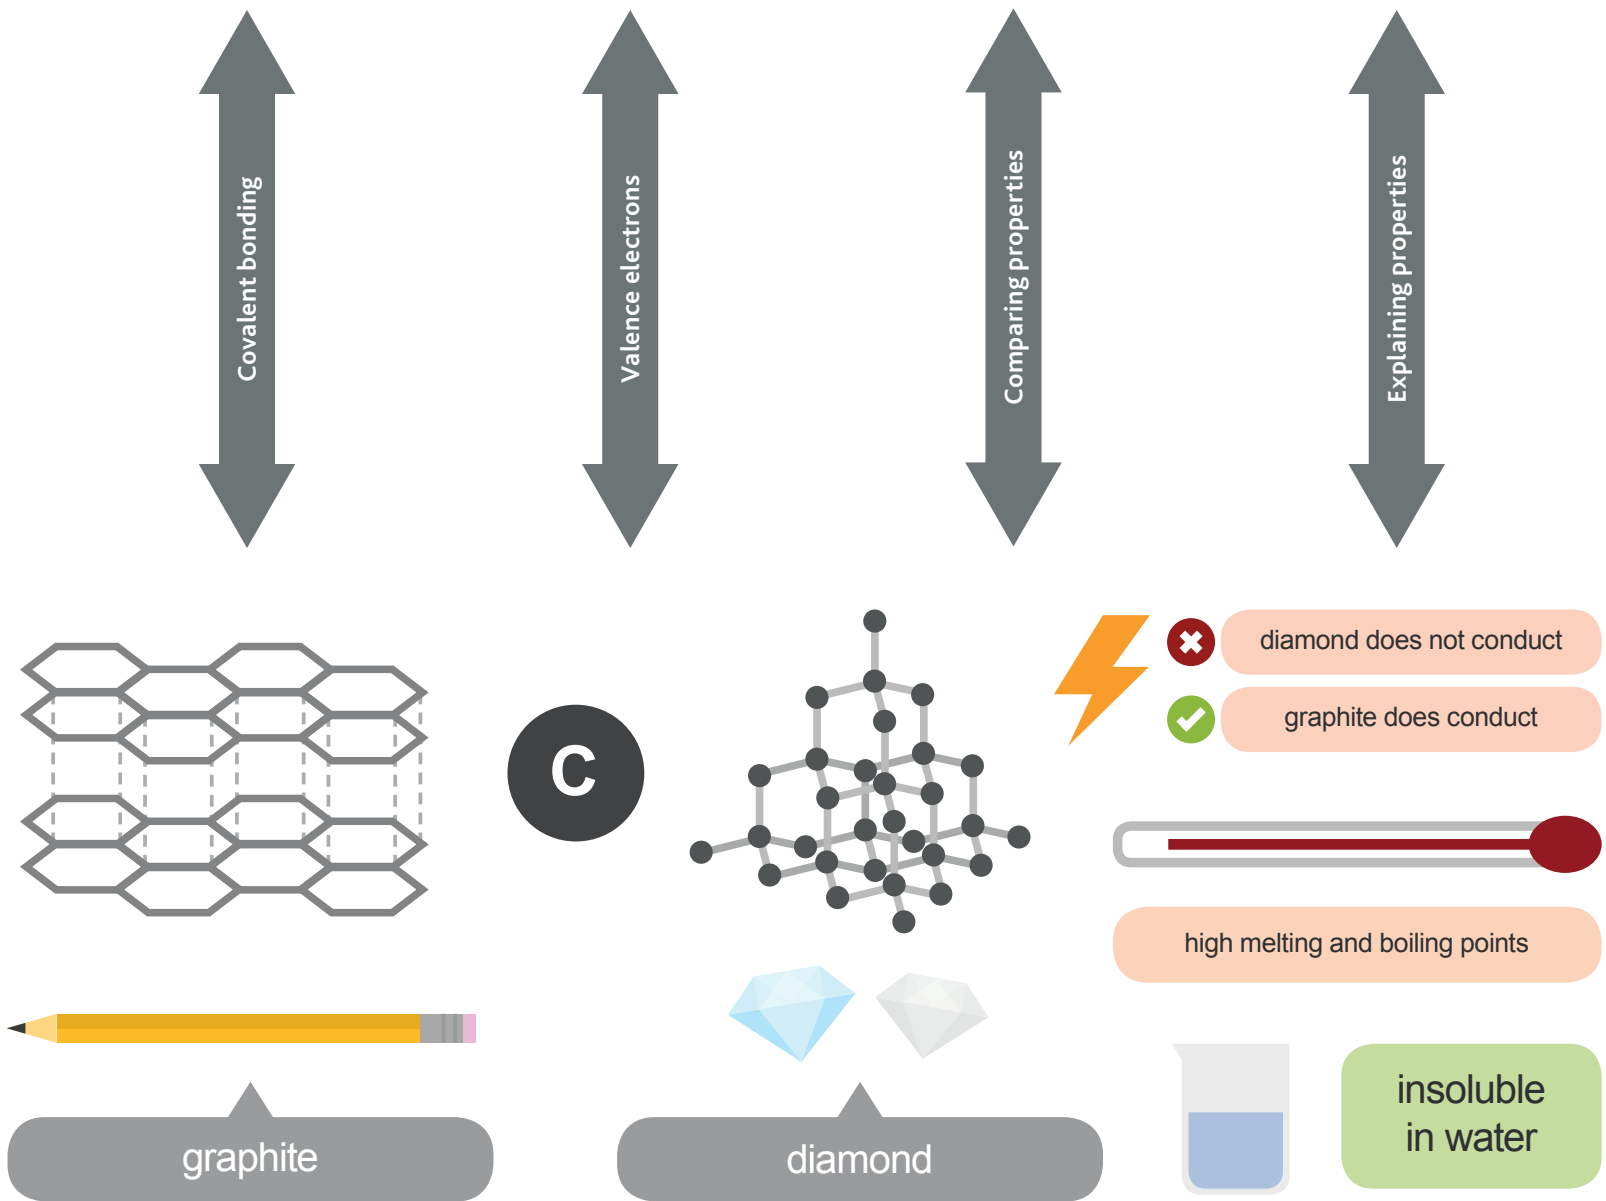 Covalent bonding
Valence electrons
Comparing properties
Explaining properties
C
diamond does not conduct
graphite does conduct
high melting and boiling points
graphite
diamond
insoluble
in water